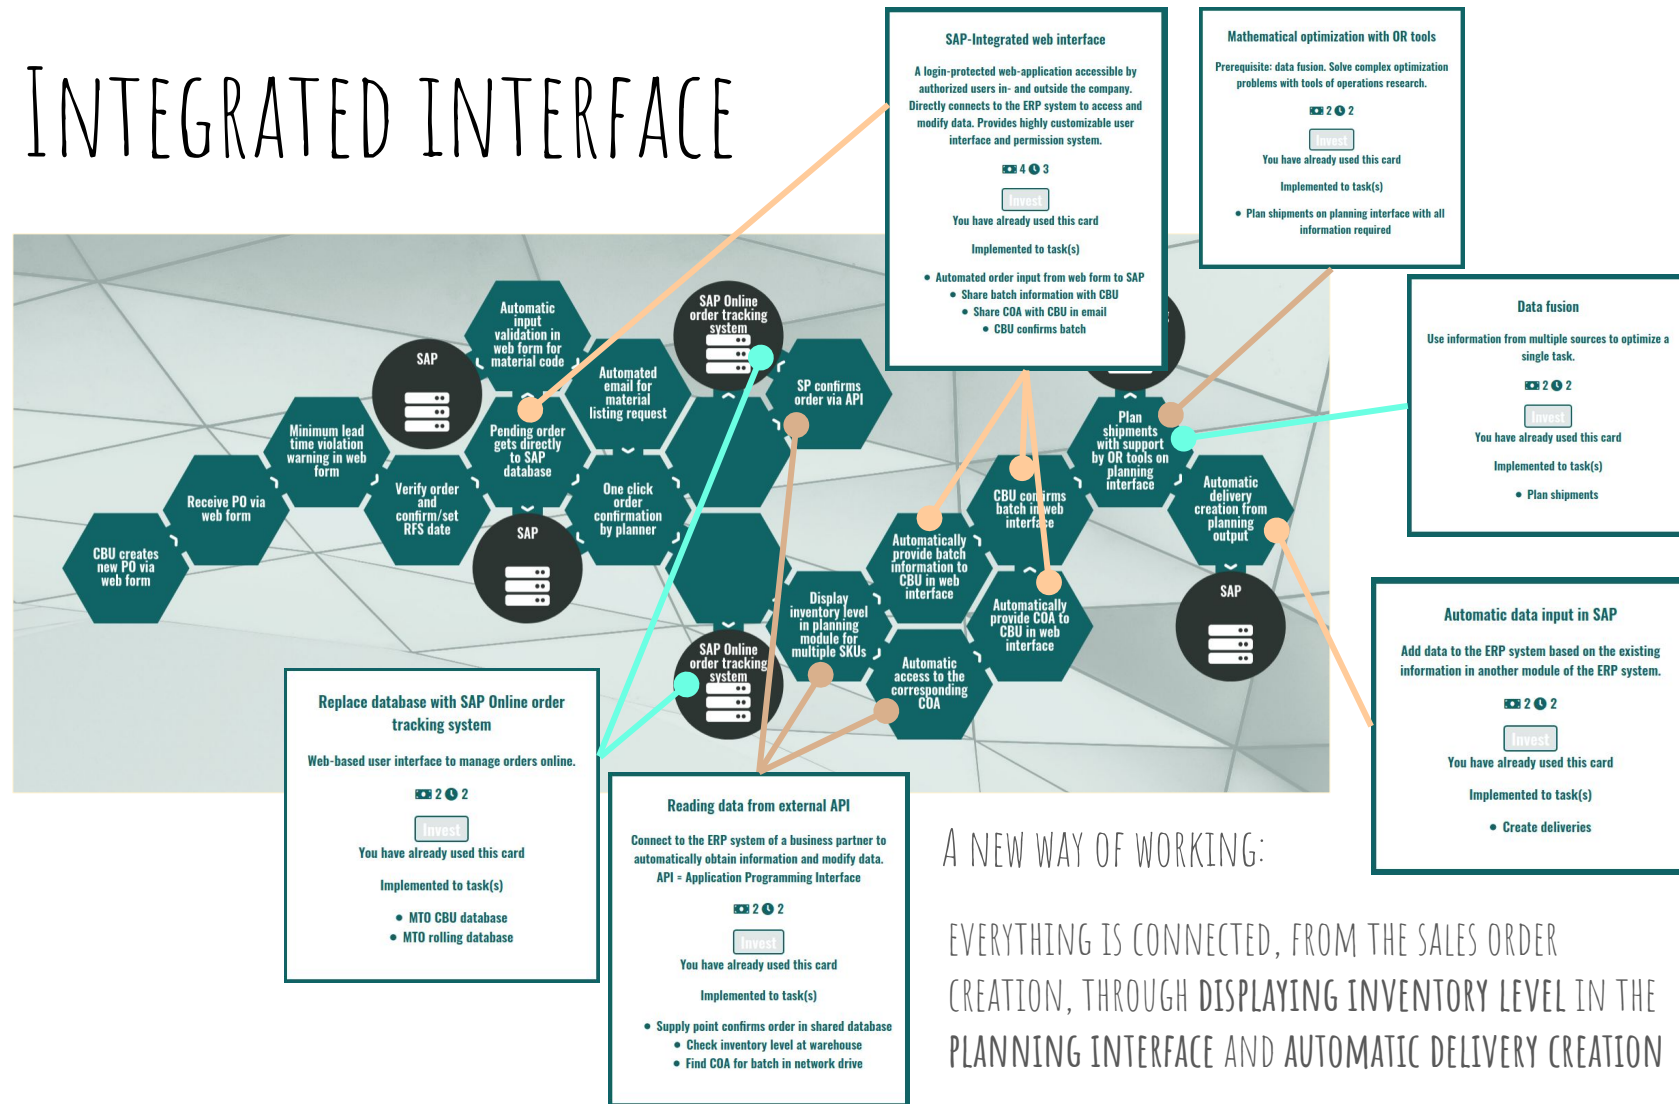 INTEGRATED INTERFACE
SAP-Integrated web interface
A login-protected web-application accessible by
authorized users in- and outside the company.
Directly connects to the ERP system to access and
modify data. Provides highly customizable user
interface and permission system.
4 3
Invest
You have already used this card
Implemented to task(s)
• Automated order input from web form to SAP
• Share batch information with CBU
• Share COA with CBU in email
• CBU confirms batch
Mathematical optimization with OR tools
Prerequisite: data fusion. Solve complex optimization
problems with tools of operations research.
2 2
Invest
You have already used this card
Implemented to task(s)
• Plan shipments on planning interface with all
information required
Data fusion
Use information from multiple sources to optimize a
single task.
2 2
Invest
You have already used this card
Implemented to task(s)
• Plan shipments
CBU creates
new PO via
web form
Receive PO via
web form
Minimum lead
time violation
warning in web
form
SAP
Verify order
and
confirm/set
RFS date
Automatic
input
validation in
web form for
material code
Pending order
gets directly
to SAP
database
SAP
Automated
email for
material
listing request
One click
order
confirmation
by planner
SAP Online
order tracking
system
SP confirms
order via API
SAP Online
order tracking
system
Display
inventory level
in planning
module for
multiple SKUs
Automatically
provide batch
information to
CBU in web
interface
Automatic
access to the
corresponding
COA
CBU confirms
batch in web
interface
Automatically
provide COA to
CBU in web
interface
Plan
shipments
with support
by OR tools on
planning
interface
Automatic
delivery
creation from
planning
output
SAP
Automatic data input in SAP
Add data to the ERP system based on the existing
information in another module of the ERP system.
2 2
Invest
You have already used this card
Implemented to task(s)
• Create deliveries
Replace database with SAP Online order
tracking system
Web-based user interface to manage orders online.
2 2
Invest
You have already used this card
Implemented to task(s)
• MTO CBU database
• MTO rolling database
Reading data from external API
Connect to the ERP system of a business partner to
automatically obtain information and modify data.
API = Application Programming Interface
2 2
Invest
You have already used this card
Implemented to task(s)
• Supply point confirms order in shared database
• Check inventory level at warehouse
• Find COA for batch in network drive
A NEW WAY OF WORKING:
EVERYTHING IS CONNECTED, FROM THE SALES ORDER
CREATION, THROUGH DISPLAYING INVENTORY LEVEL IN THE
PLANNING INTERFACE AND AUTOMATIC DELIVERY CREATION